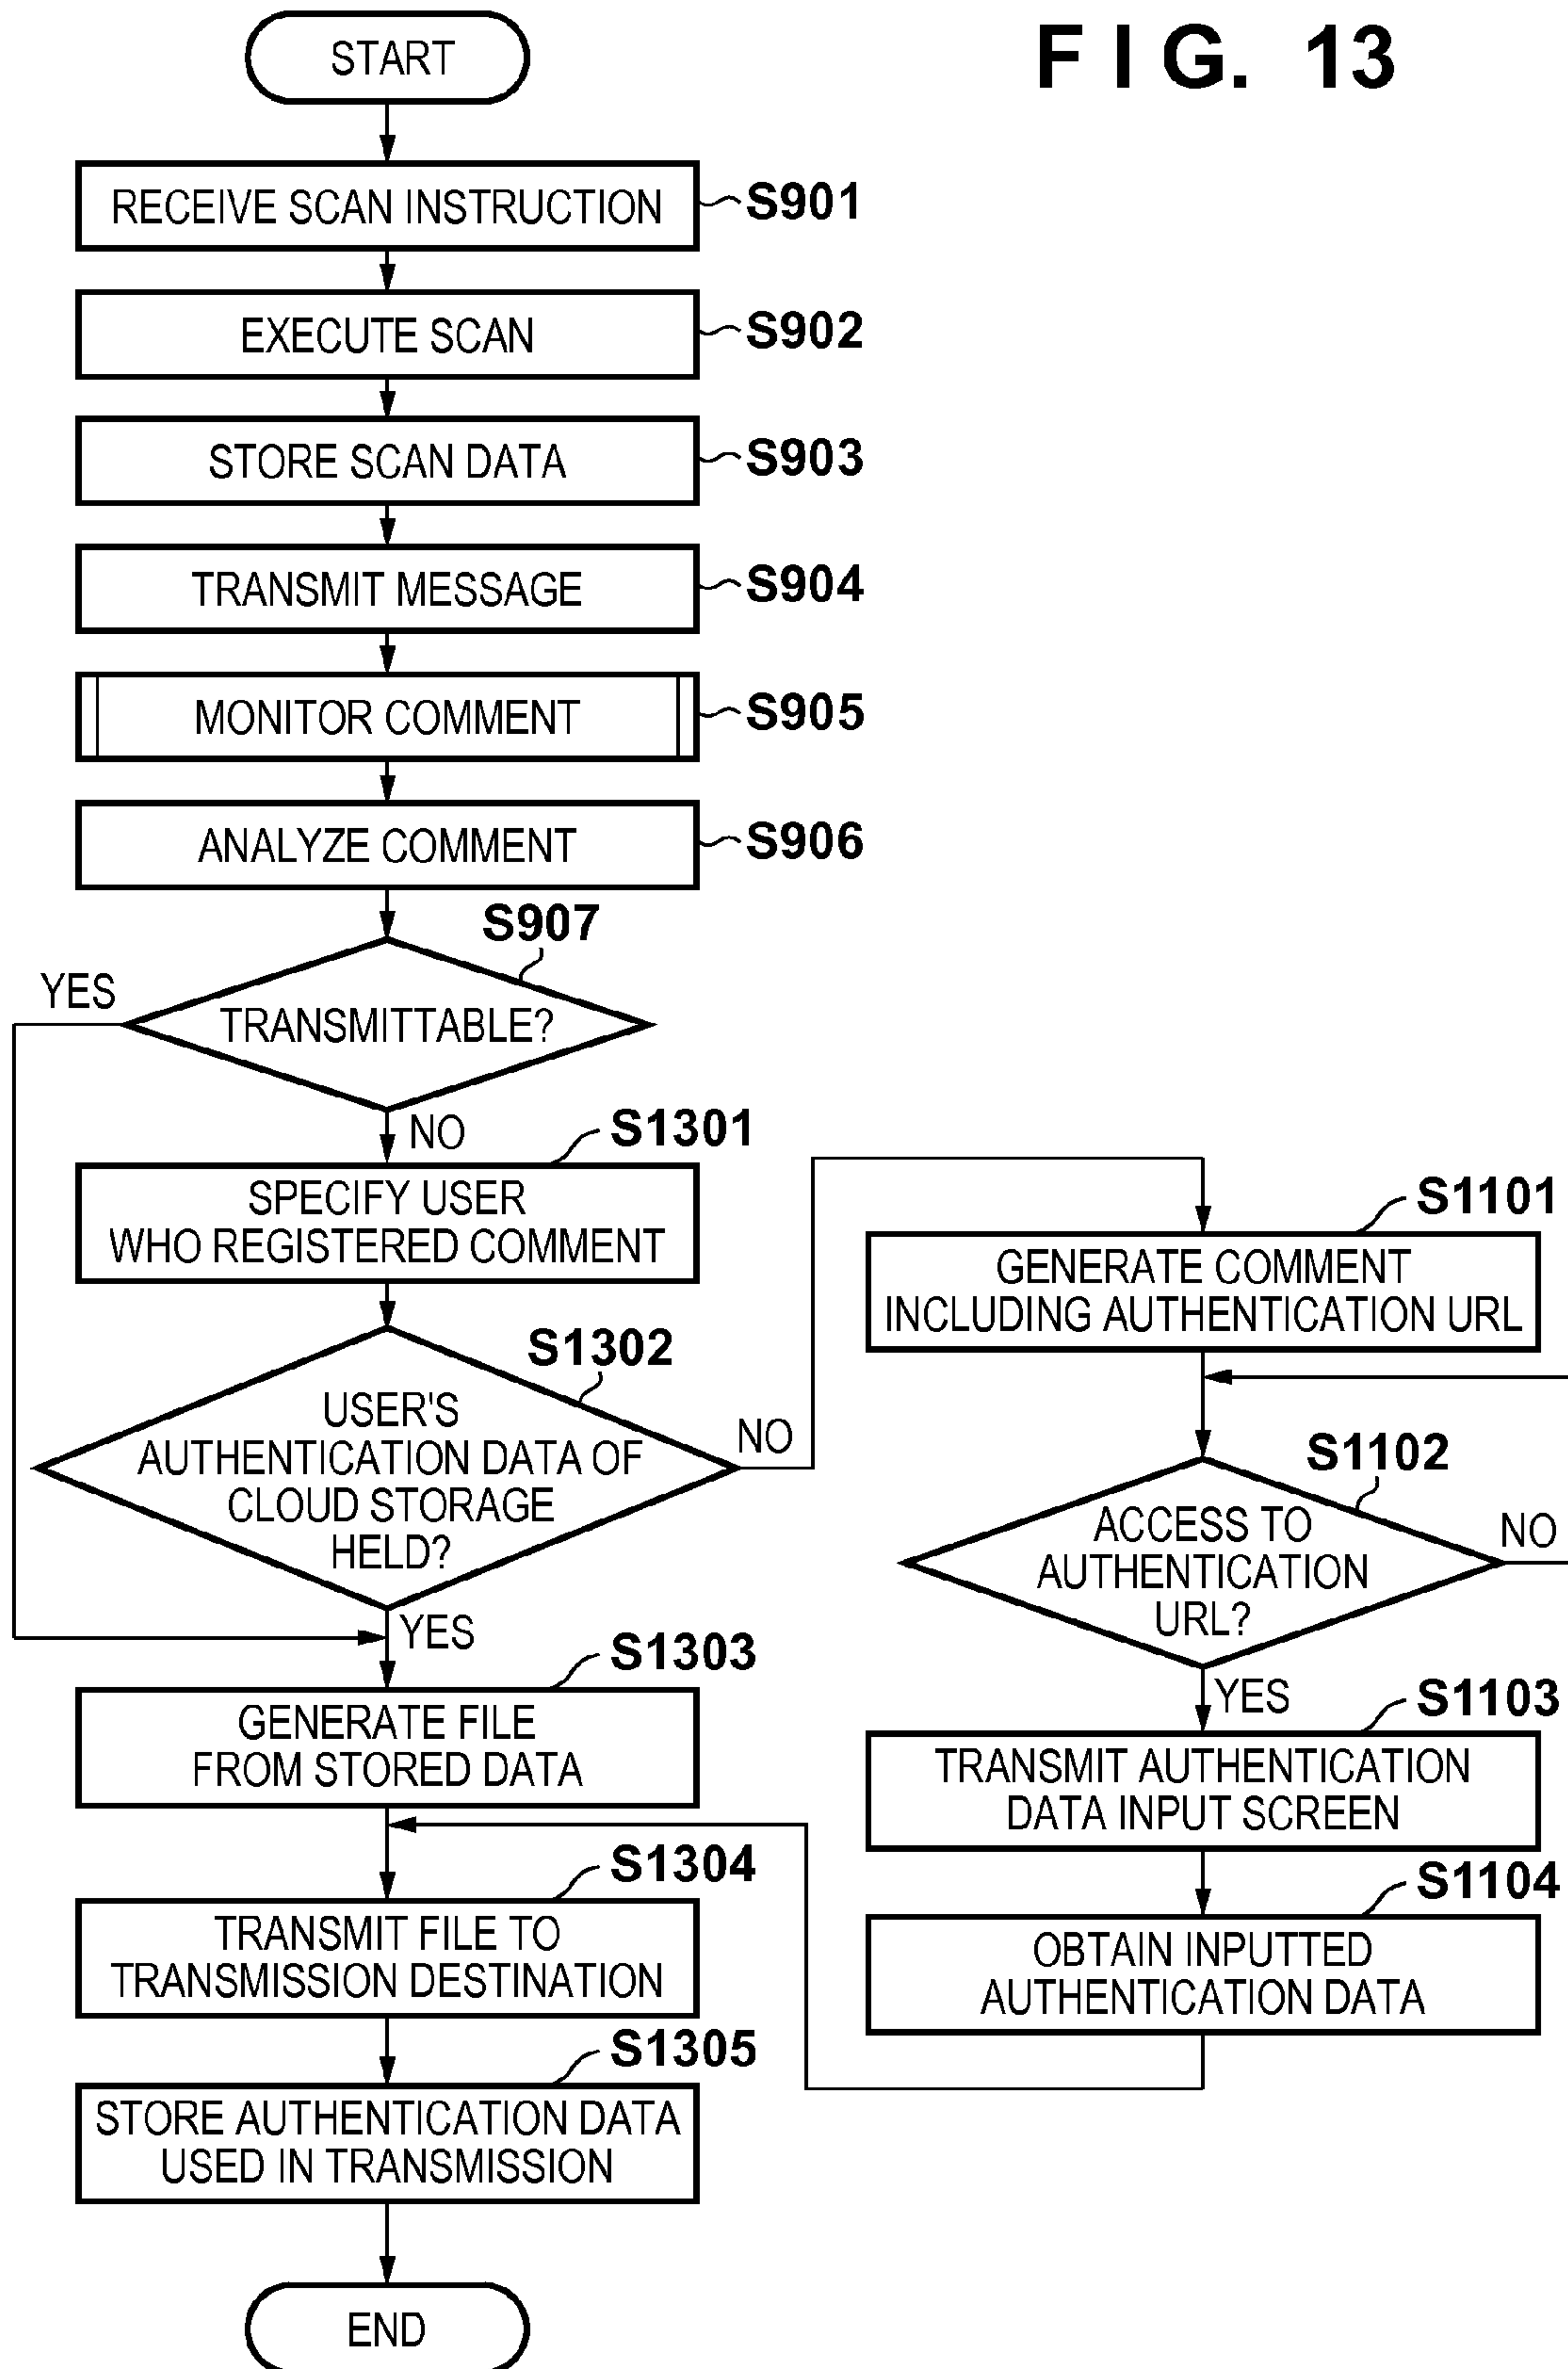 FIG. 13
START
RECEIVE SCAN INSTRUCTION
S901
EXECUTE SCAN
S902
STORE SCAN DATA
S903
TRANSMIT MESSAGE
S904
MONITOR COMMENT
S905
ANALYZE COMMENT
S906
S907
YES
TRANSMITTABLE?
NO
S1301
SPECIFY USER
WHO REGISTERED COMMENT
S1302
USER'S
AUTHENTICATION DATA OF
CLOUD STORAGE
HELD?
NO
YES
S1303
GENERATE FILE
FROM STORED DATA
S1304
TRANSMIT FILE TO
TRANSMISSION DESTINATION
S1305
STORE AUTHENTICATION DATA
USED IN TRANSMISSION
END
S1101
GENERATE COMMENT
INCLUDING AUTHENTICATION URL
S1102
ACCESS TO
AUTHENTICATION
URL?
NO
YES
S1103
TRANSMIT AUTHENTICATION
DATA INPUT SCREEN
S1104
OBTAIN INPUTTED
AUTHENTICATION DATA